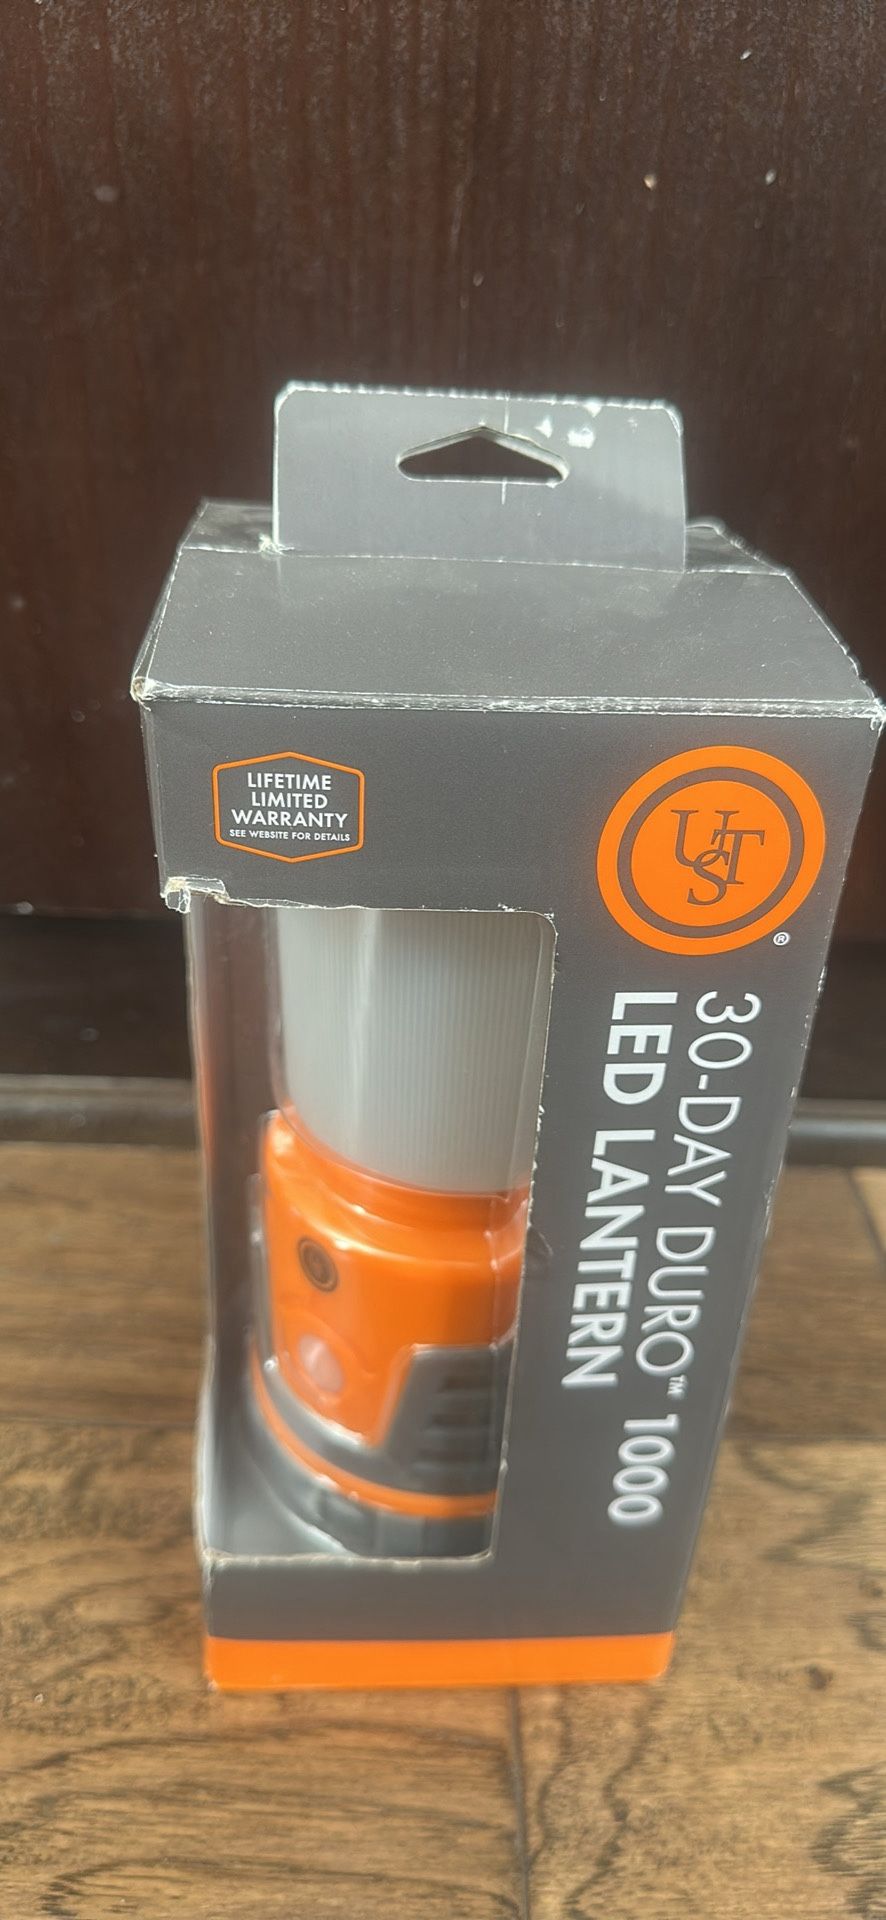 LIFETIME
LIMITED
WARRANTY
SEE WEBSITE FOR DETAILS
UST
®
30-DAY DURO™ 1000
LED LANTERN